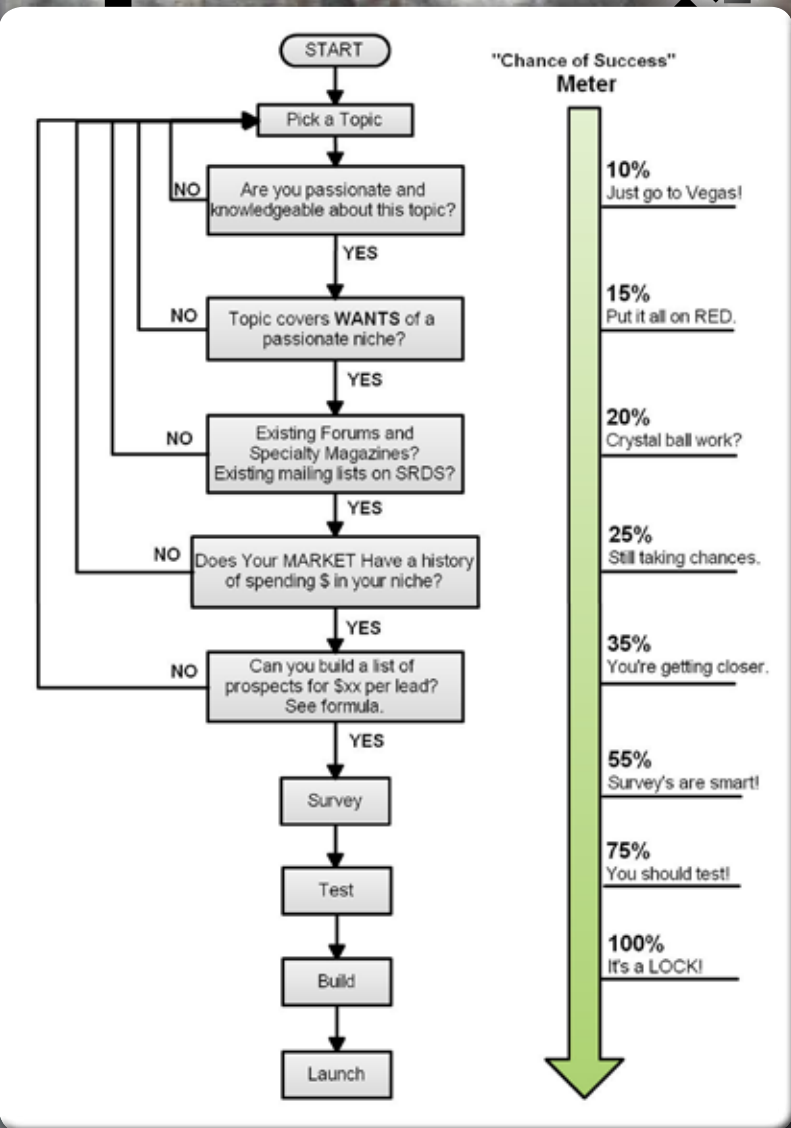 START
Pick a Topic
NO
Are you passionate and
knowledgeable about this topic?
YES
NO
Topic covers WANTS of a
passionate niche?
YES
NO
Existing Forums and
Specialty Magazines?
Existing mailing lists on SRDS?
YES
NO
Does Your MARKET Have a history
of spending $ in your niche?
YES
NO
Can you build a list of
prospects for $xx per lead?
See formula.
YES
Survey
Test
Build
Launch
"Chance of Success"
Meter
10%
Just go to Vegas!
15%
Put it all on RED.
20%
Crystal ball work?
25%
Still taking chances.
35%
You're getting closer.
55%
Survey's are smart!
75%
You should test!
100%
It's a LOCK!